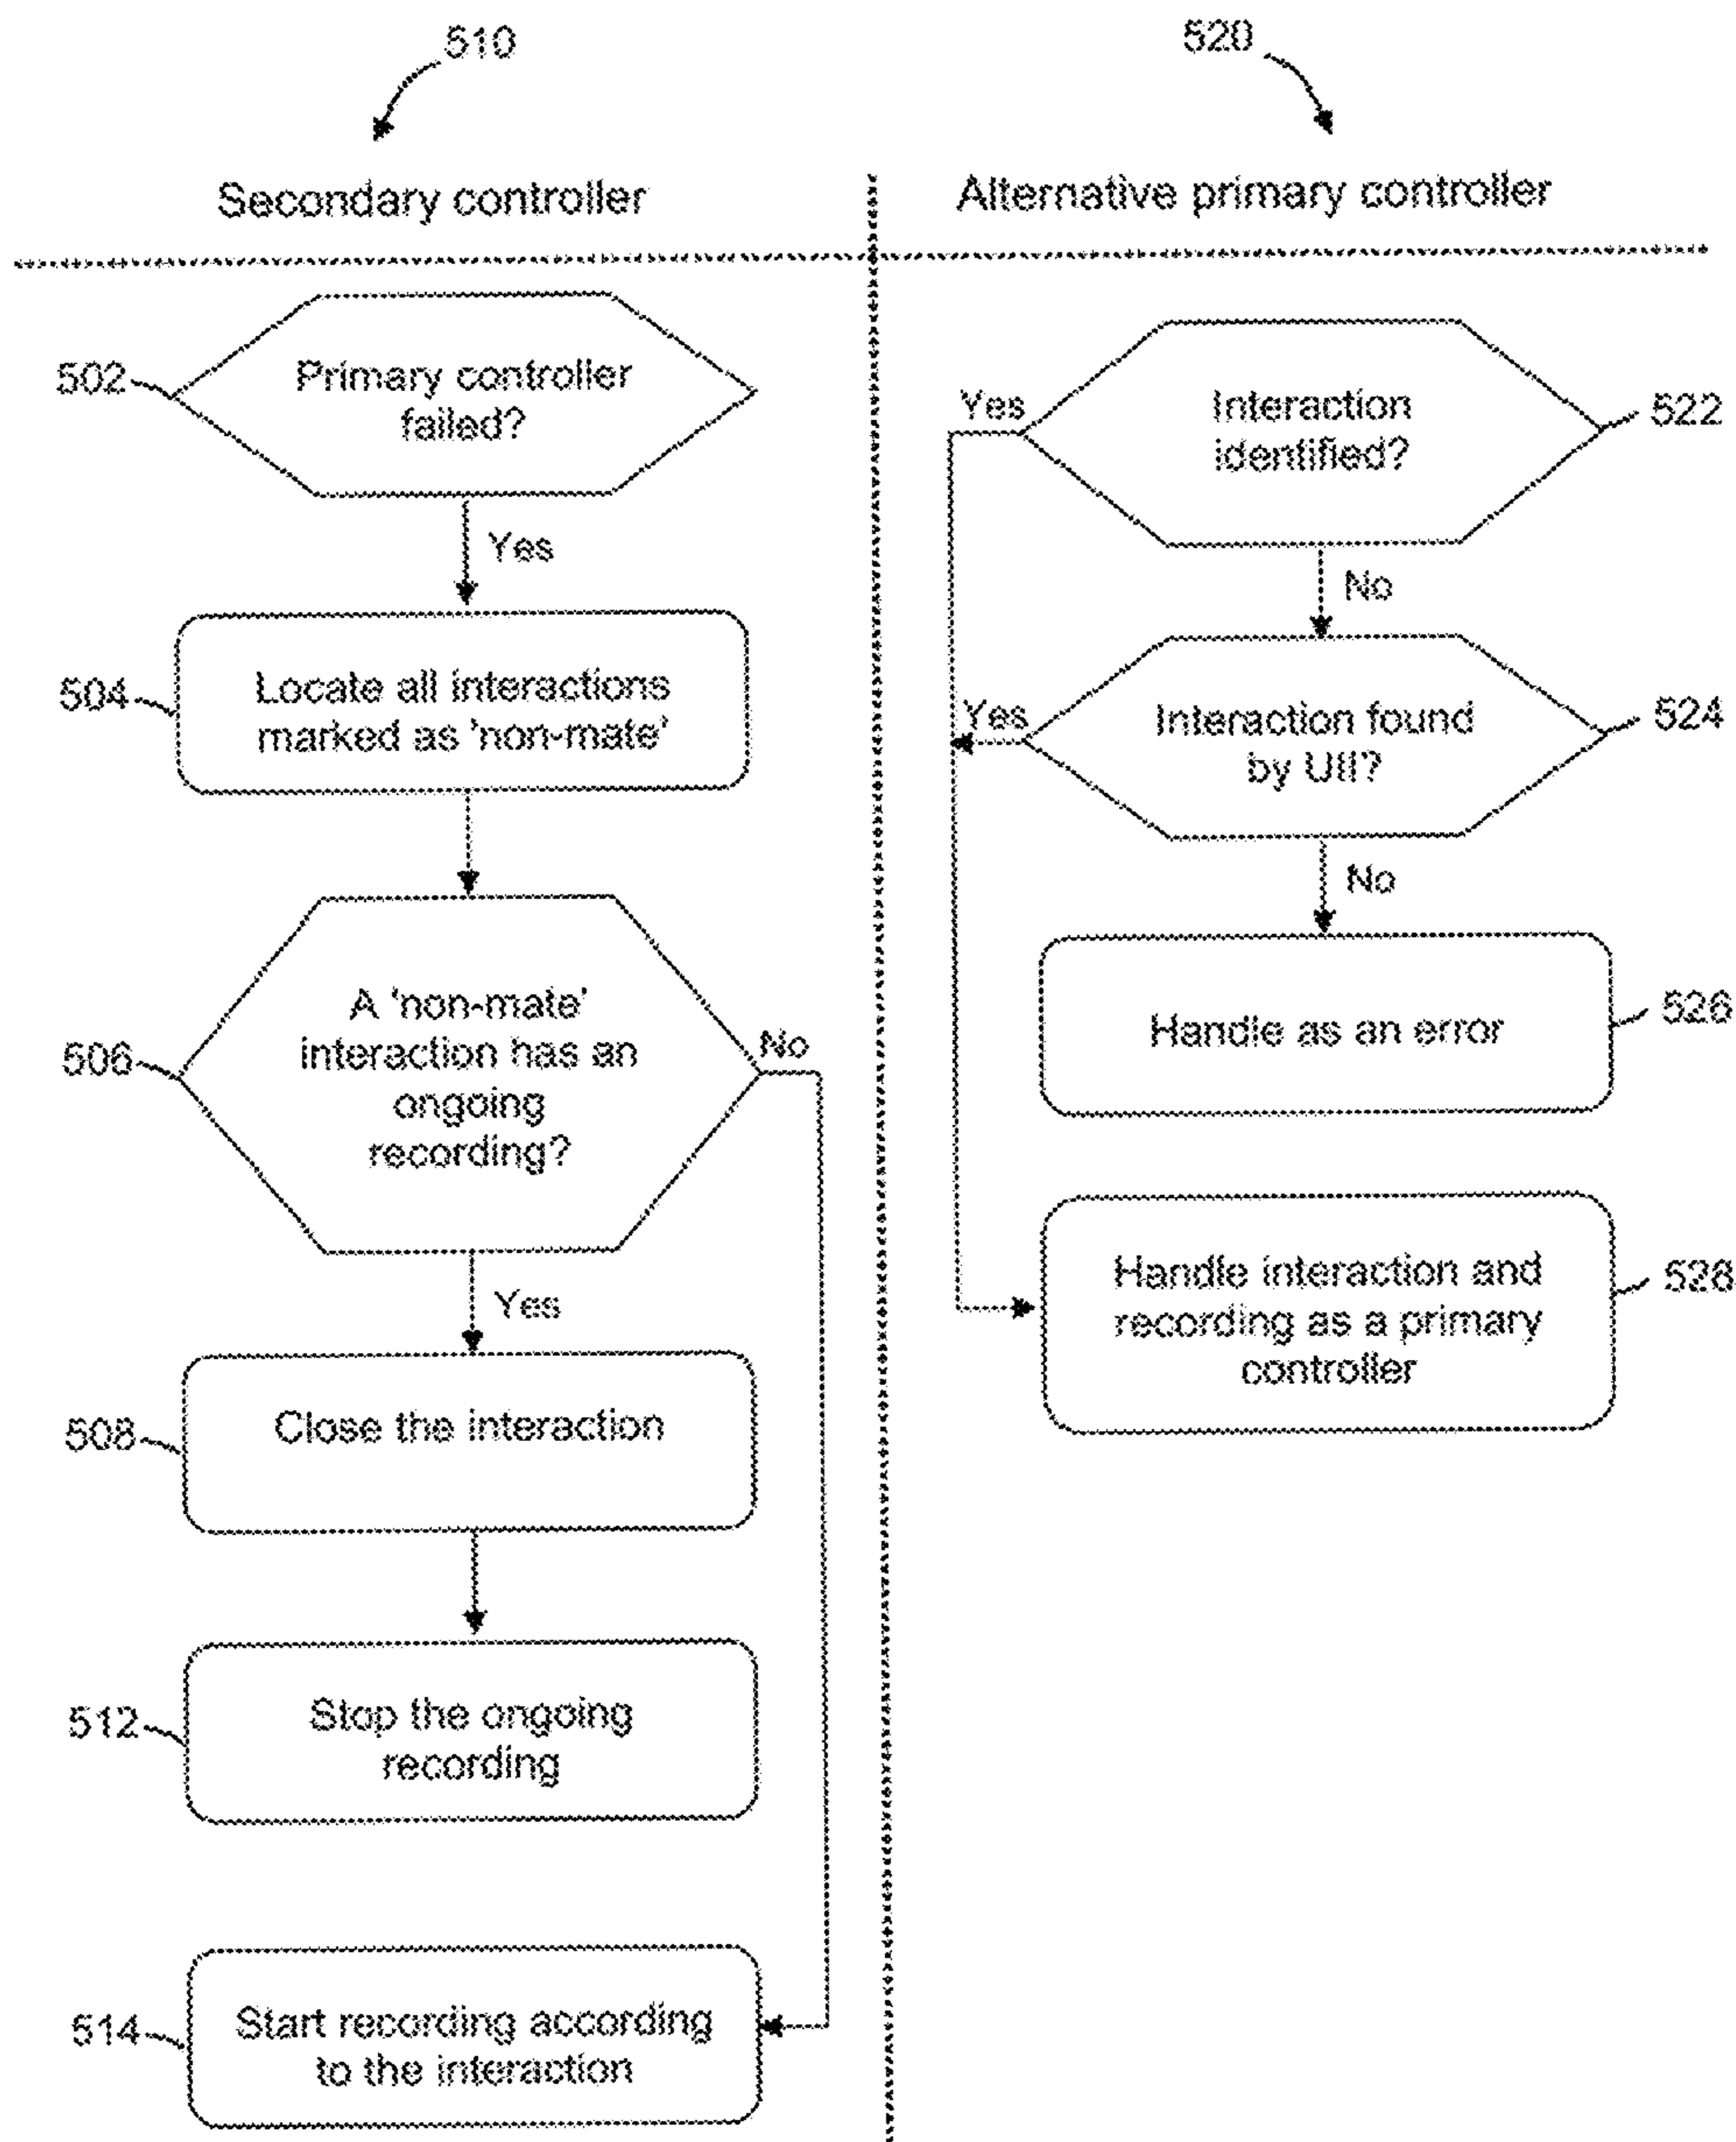 510
520
Secondary controller
Alternative primary controller
502
Primary controller
failed?
Yes
504
Locate all interactions
marked as 'non-mate'
506
A 'non-mate'
interaction has an
ongoing
recording?
No
Yes
508
Close the interaction
512
Stop the ongoing
recording
514
Start recording according
to the interaction
Yes
Interaction
identified?
522
No
Yes
Interaction found
by UII?
524
No
Handle as an error
526
Handle interaction and
recording as a primary
controller
528